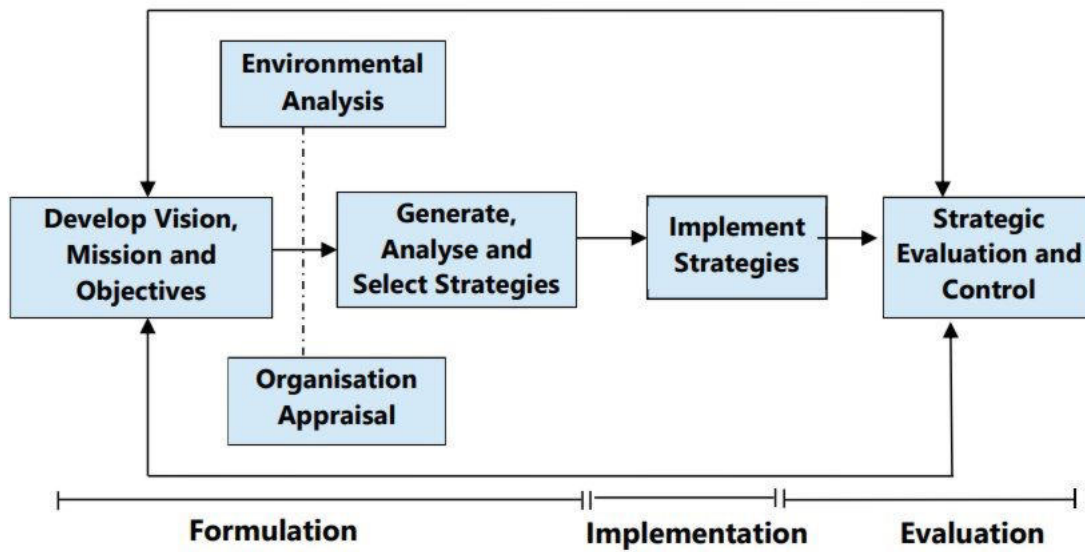 Environmental
Analysis
Develop Vision,
Mission and
Objectives
Generate,
Analyse and
Select Strategies
Implement
Strategies
Strategic
Evaluation and
Control
Organisation
Appraisal
Formulation
Implementation
Evaluation